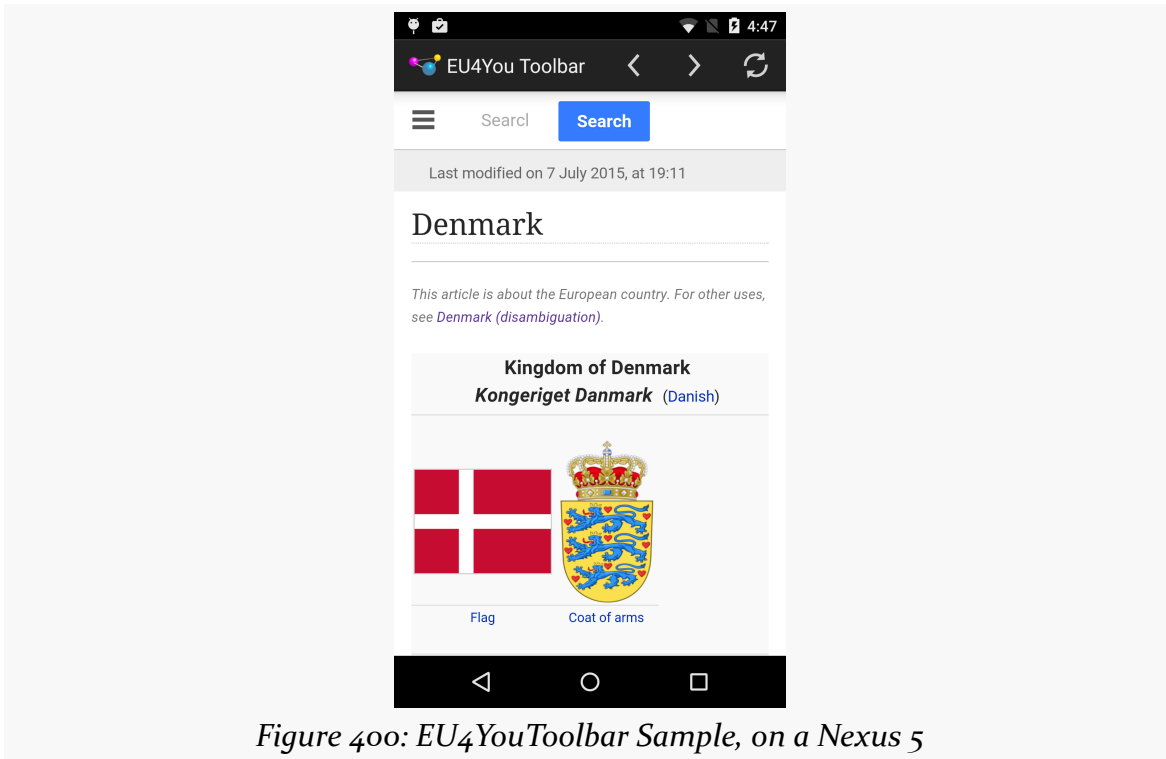 4:47
EU4You Toolbar
Searcl Search
Last modified on 7 July 2015, at 19:11
Denmark
This article is about the European country. For other uses,
see Denmark (disambiguation).
Kingdom of Denmark
Kongeriget Danmark (Danish)
Flag Coat of arms
Figure 400: EU4YouToolbar Sample, on a Nexus 5